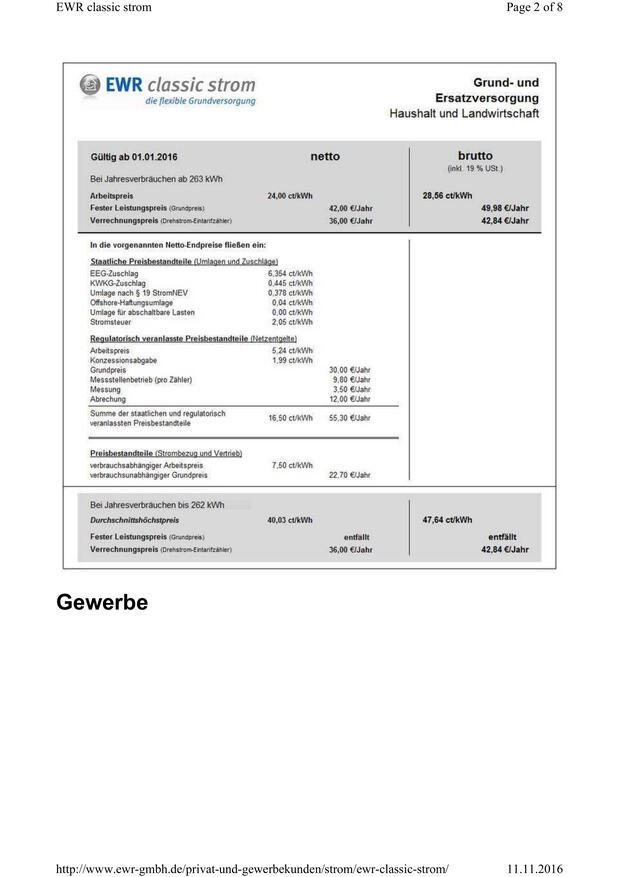 EWR classic strom Page 2 of 8
EWR classic strom
die flexible Grundversorgung
Grund- und
Ersatzversorgung
Haushalt und Landwirtschaft
Gültig ab 01.01.2016 netto brutto
(inkl. 19 % USt.)
Bei Jahresverbräuchen ab 263 kWh
Arbeitspreis 24,00 ct/kWh 28,56 ct/kWh
Fester Leistungspreis (Grundpreis) 42,00 €/Jahr 49,98 €/Jahr
Verrechnungspreis (Drehstrom-Eintarifzähler) 36,00 €/Jahr 42,84 €/Jahr
In die vorgenannten Netto-Endpreise fließen ein:
Staatliche Preisbestandteile (Umlagen und Zuschläge)
EEG-Zuschlag 6,354 ct/kWh
KWKG-Zuschlag 0,445 ct/kWh
Umlage nach § 19 StromNEV 0,378 ct/kWh
Offshore-Haftungsumlage 0,04 ct/kWh
Umlage für abschaltbare Lasten 0,00 ct/kWh
Stromsteuer 2,05 ct/kWh
Regulatorisch veranlasste Preisbestandteile (Netzentgelte)
Arbeitspreis 5,24 ct/kWh
Konzessionsabgabe 1,99 ct/kWh
Grundpreis 30,00 €/Jahr
Messstellenbetrieb (pro Zähler) 9,80 €/Jahr
Messung 3,50 €/Jahr
Abrechung 12,00 €/Jahr
Summe der staatlichen und regulatorisch
veranlassten Preisbestandteile 16,50 ct/kWh 55,30 €/Jahr
Preisbestandteile (Strombezug und Vertrieb)
verbrauchsabhängiger Arbeitspreis 7,50 ct/kWh
verbrauchsunabhängiger Grundpreis 22,70 €/Jahr
Bei Jahresverbräuchen bis 262 kWh
Durchschnittshöchstpreis 40,03 ct/kWh 47,64 ct/kWh
Fester Leistungspreis (Grundpreis) entfällt entfällt
Verrechnungspreis (Drehstrom-Eintarifzähler) 36,00 €/Jahr 42,84 €/Jahr
Gewerbe
http://www.ewr-gmbh.de/privat-und-gewerbekunden/strom/ewr-classic-strom/ 11.11.2016